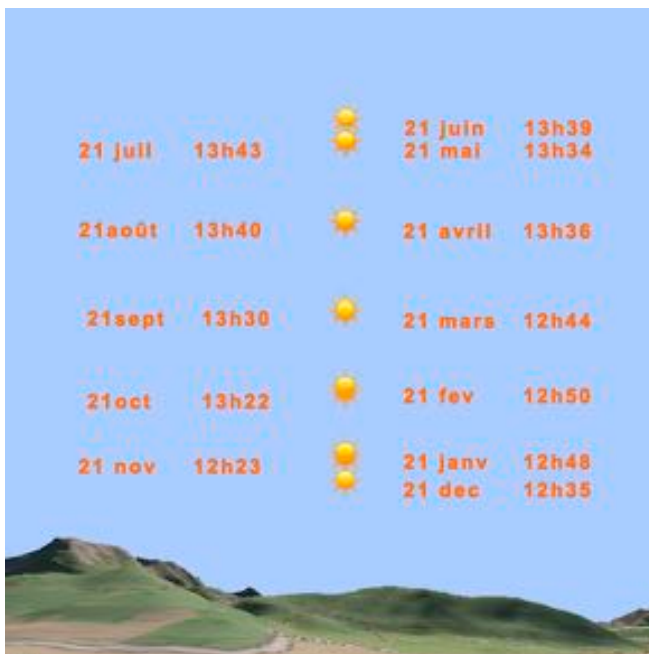 21 juin 13h39
21 juil 13h43 21 mai 13h34
21août 13h40 21 avril 13h36
21sept 13h30 21 mars 12h44
21oct 13h22 21 fev 12h50
21 nov 12h23 21 janv 12h48
21 dec 12h35